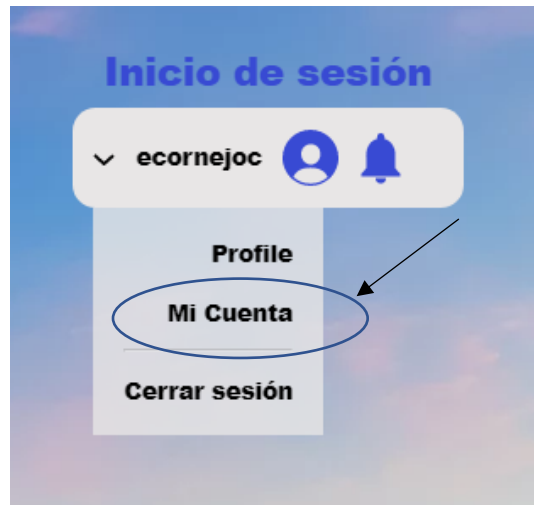 Inicio de sesión
ecornejoc
Profile
Mi Cuenta
Cerrar sesión